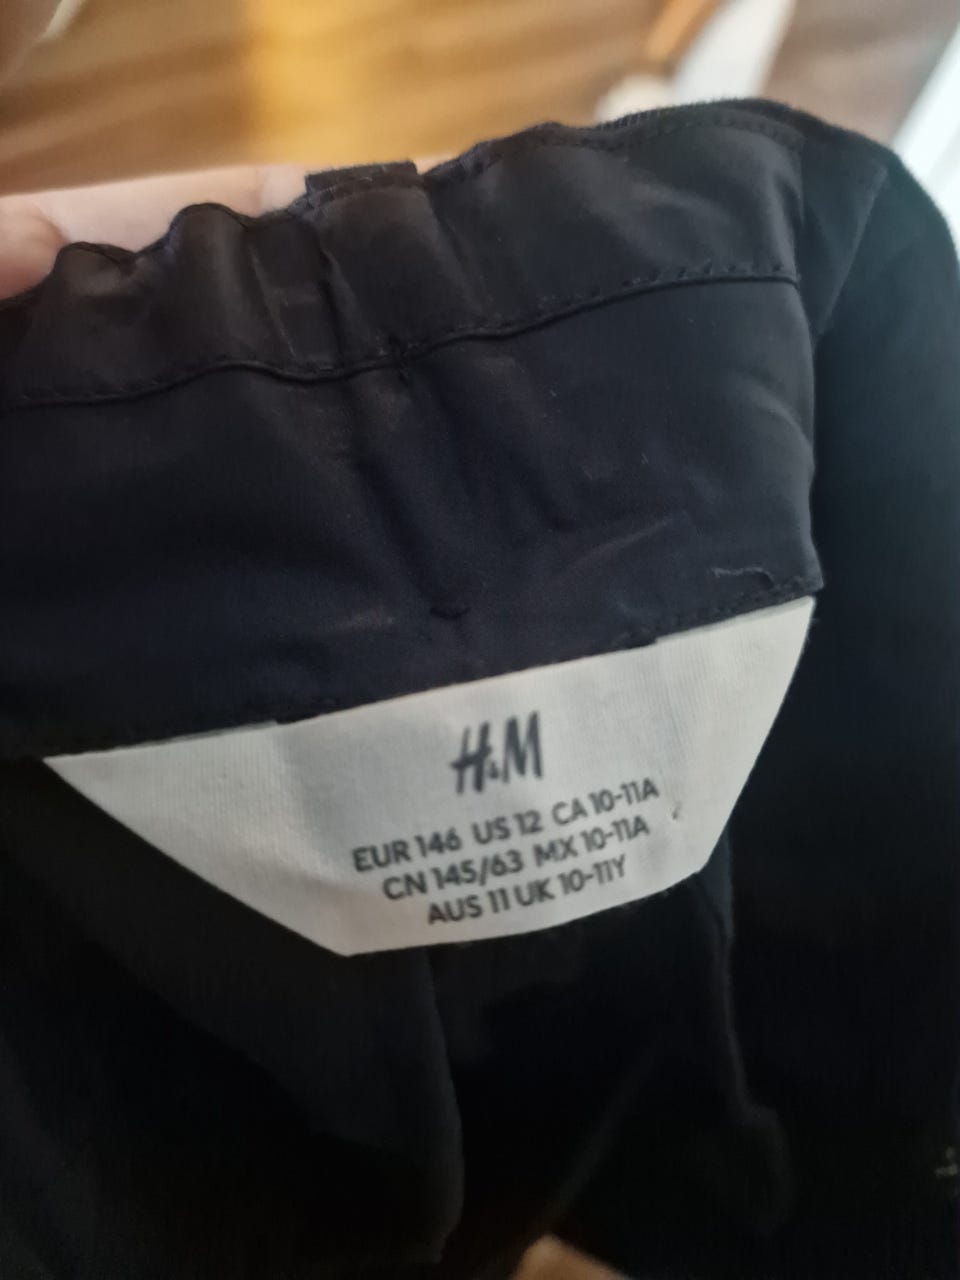 H&M
EUR 146 US 12 CA 10-11A
CN 145/63 MX 10-11A
AUS 11 UK 10-11Y